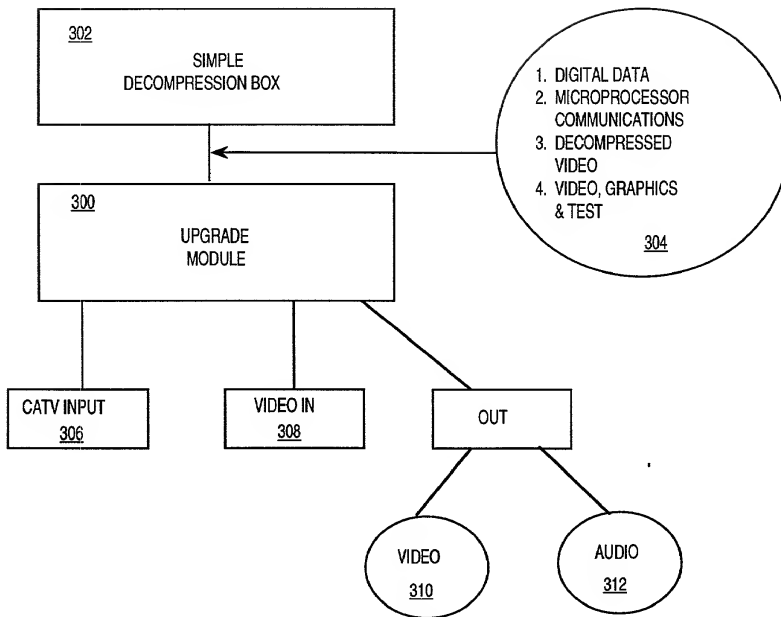 302
SIMPLE
DECOMPRESSION BOX
1. DIGITAL DATA
2. MICROPROCESSOR
COMMUNICATIONS
3. DECOMPRESSED
VIDEO
4. VIDEO, GRAPHICS
& TEST
304
300
UPGRADE
MODULE
CATV INPUT
306
VIDEO IN
308
OUT
VIDEO
310
AUDIO
312